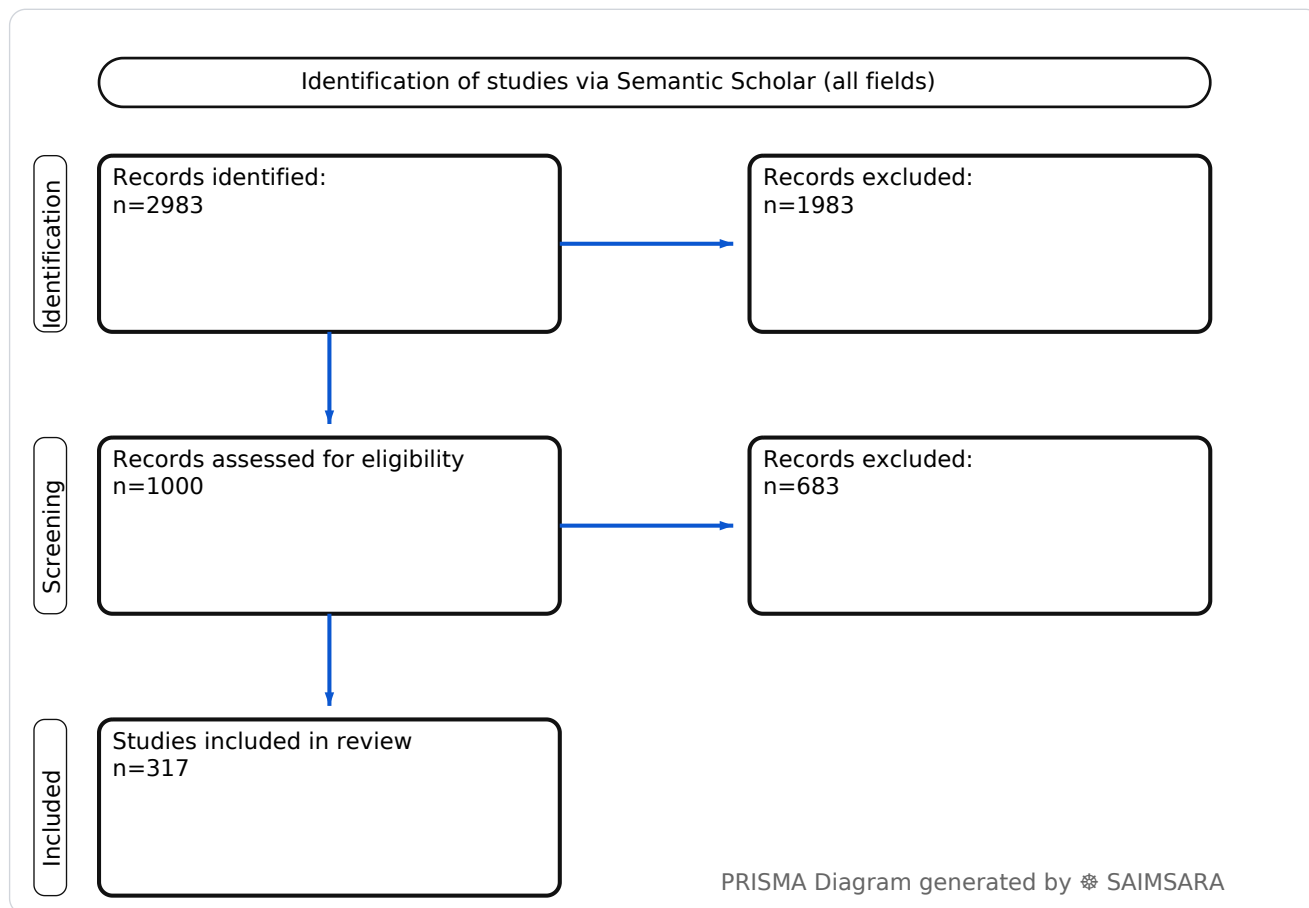 Identification of studies via Semantic Scholar (all fields)
Identification
Records identified:
n=2983
Records excluded:
n=1983
Screening
Records assessed for eligibility
n=1000
Records excluded:
n=683
Included
Studies included in review
n=317
PRISMA Diagram generated by ☸ SAIMSARA